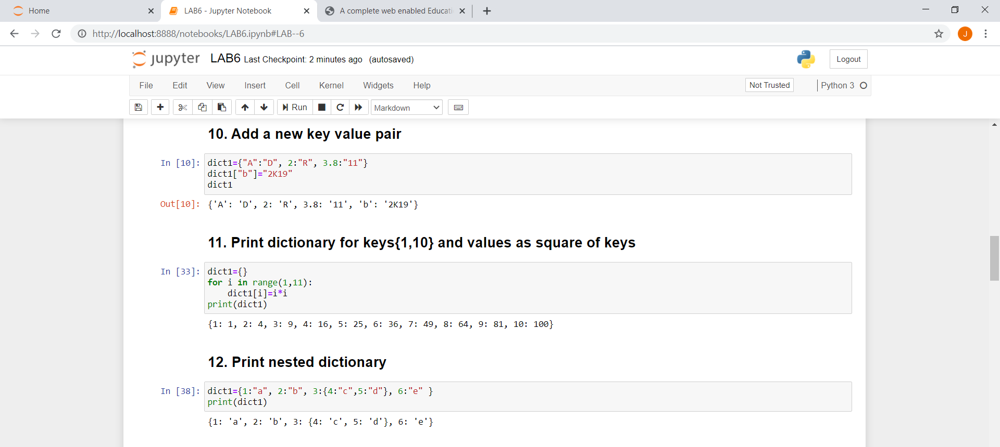 Home
LAB6 - Jupyter Notebook
A complete web enabled Educati
http://localhost:8888/notebooks/LAB6.ipynb#LAB--6
J
jupyter LAB6 Last Checkpoint: 2 minutes ago (autosaved)
Logout
File Edit View Insert Cell Kernel Widgets Help
Not Trusted
Python 3
Run
Markdown
10. Add a new key value pair
In [10]: dict1={"A":"D", 2:"R", 3.8:"11"}
dict1["b"]="2K19"
dict1
Out[10]: {'A': 'D', 2: 'R', 3.8: '11', 'b': '2K19'}
11. Print dictionary for keys{1,10} and values as square of keys
In [33]: dict1={}
for i in range(1,11):
    dict1[i]=i*i
print(dict1)
{1: 1, 2: 4, 3: 9, 4: 16, 5: 25, 6: 36, 7: 49, 8: 64, 9: 81, 10: 100}
12. Print nested dictionary
In [38]: dict1={1:"a", 2:"b", 3:{4:"c",5:"d"}, 6:"e" }
print(dict1)
{1: 'a', 2: 'b', 3: {4: 'c', 5: 'd'}, 6: 'e'}